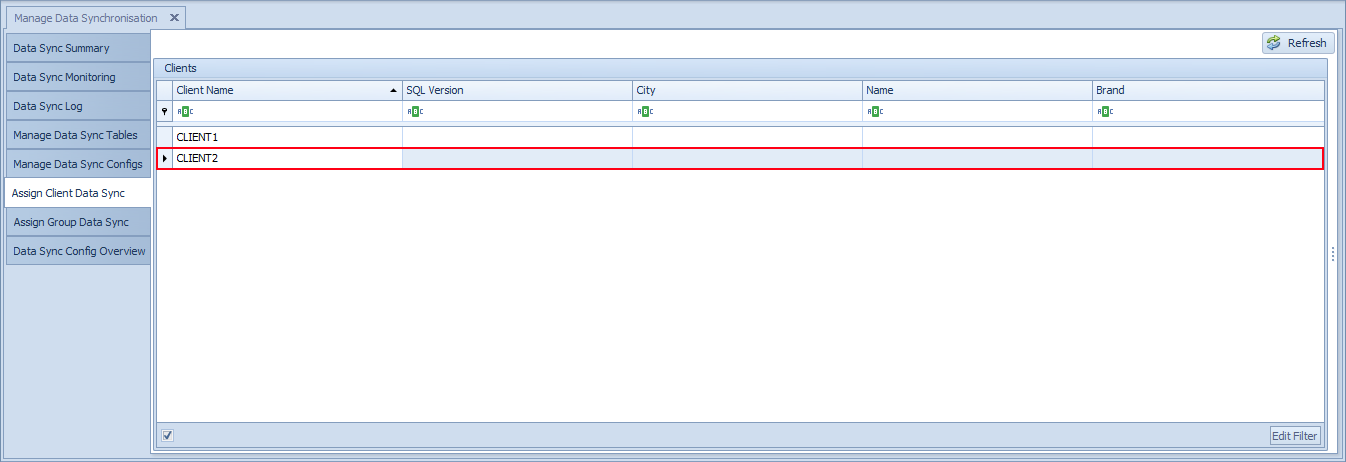 Manage Data Synchronisation
Refresh
Data Sync Summary
Data Sync Monitoring
Data Sync Log
Manage Data Sync Tables
Manage Data Sync Configs
Assign Client Data Sync
Assign Group Data Sync
Data Sync Config Overview
Clients
Client Name SQL Version City Name Brand
ABC ABC ABC ABC ABC
CLIENT1
CLIENT2
Edit Filter